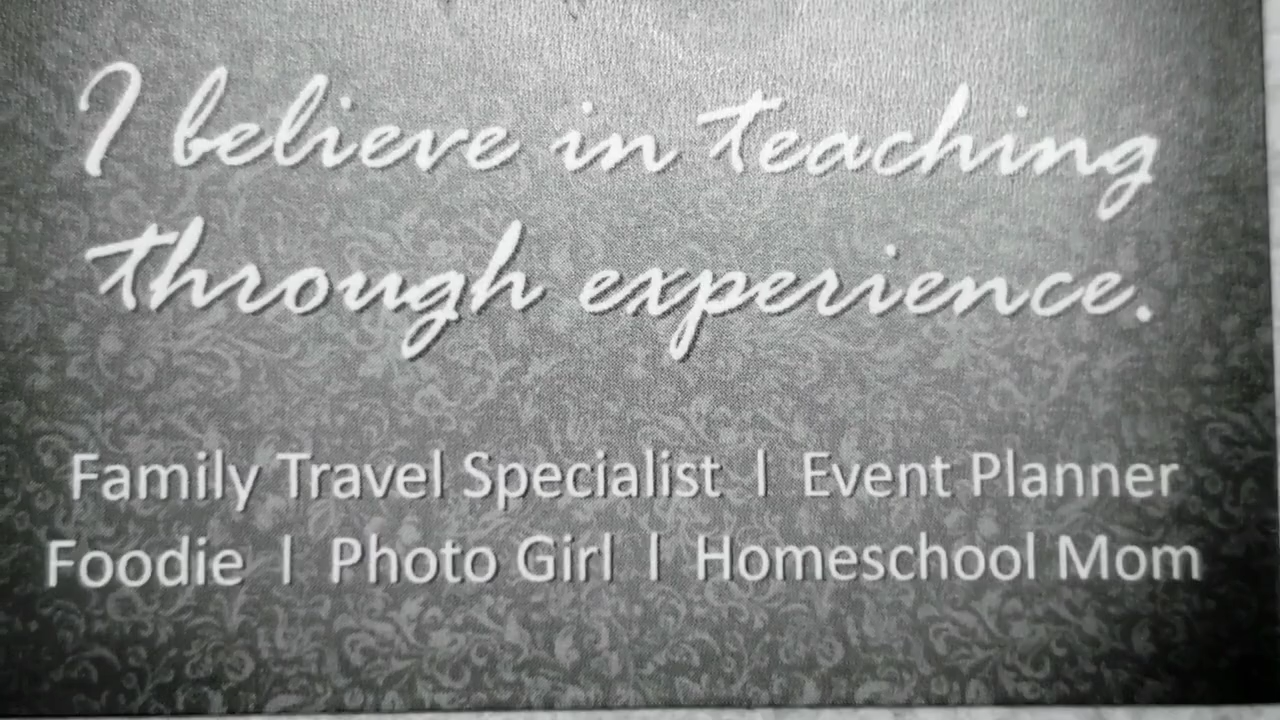 I believe in teaching
through experience.
Family Travel Specialist | Event Planner
Foodie | Photo Girl | Homeschool Mom